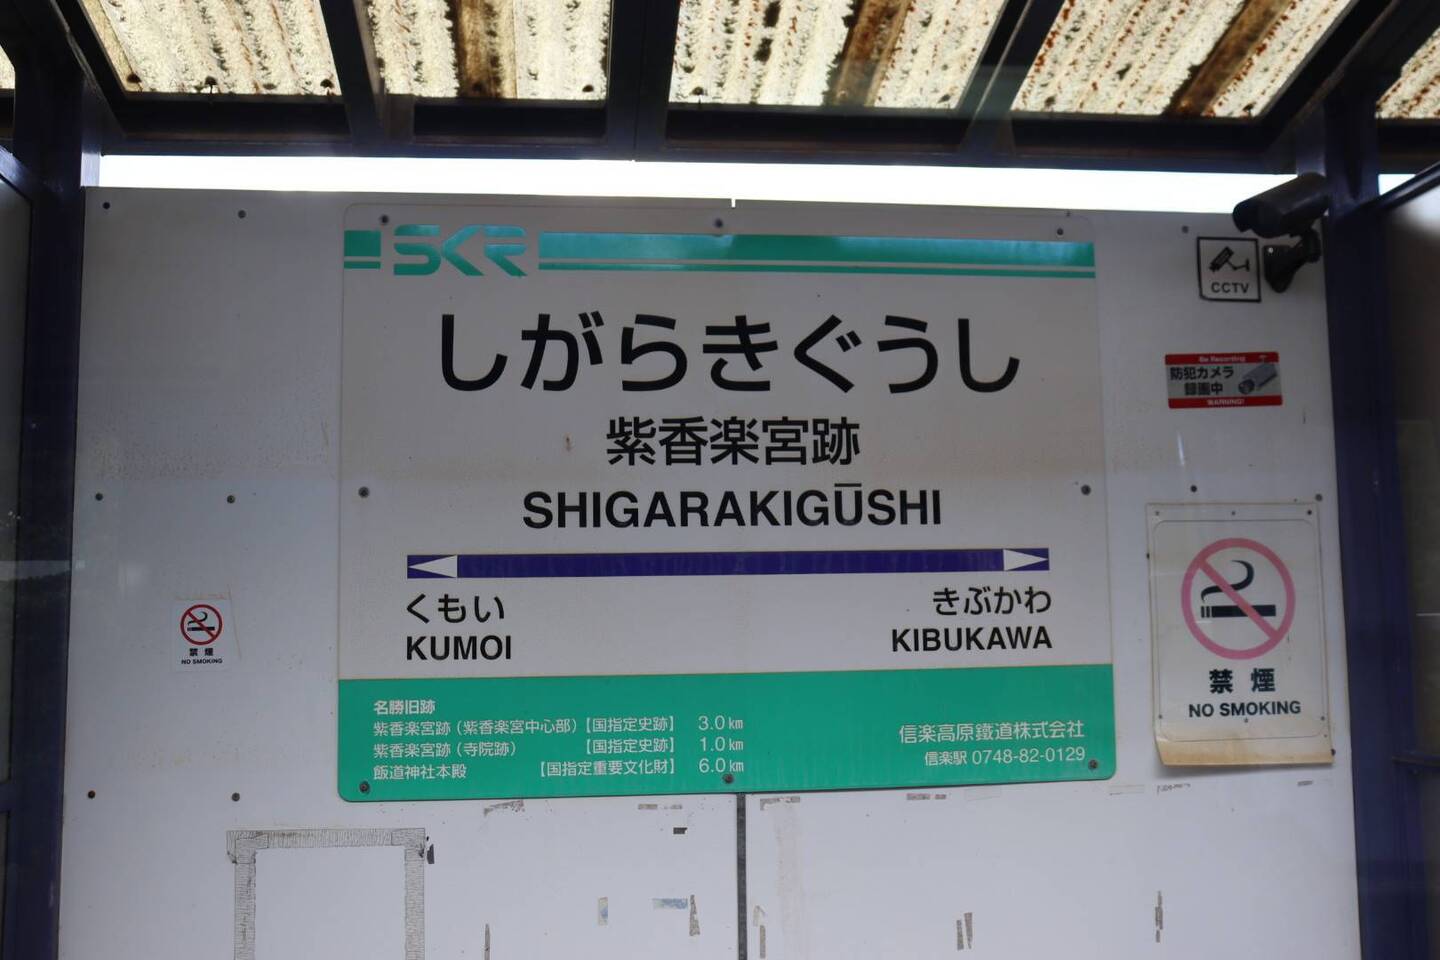 SKR
しがらきぐうし
紫香楽宮跡
SHIGARAKIGŪSHI
くもい
KUMOI
きぶかわ
KIBUKAWA
名勝旧跡
紫香楽宮跡（紫香楽宮中心部）【国指定史跡】 3.0㎞
紫香楽宮跡（寺院跡） 【国指定史跡】 1.0㎞
飯道神社本殿 【国指定重要文化財】 6.0㎞
信楽高原鐵道株式会社
信楽駅 0748-82-0129
CCTV
Be Recording
防犯カメラ
録画中
WARNING!
禁煙
NO SMOKING
禁煙
NO SMOKING